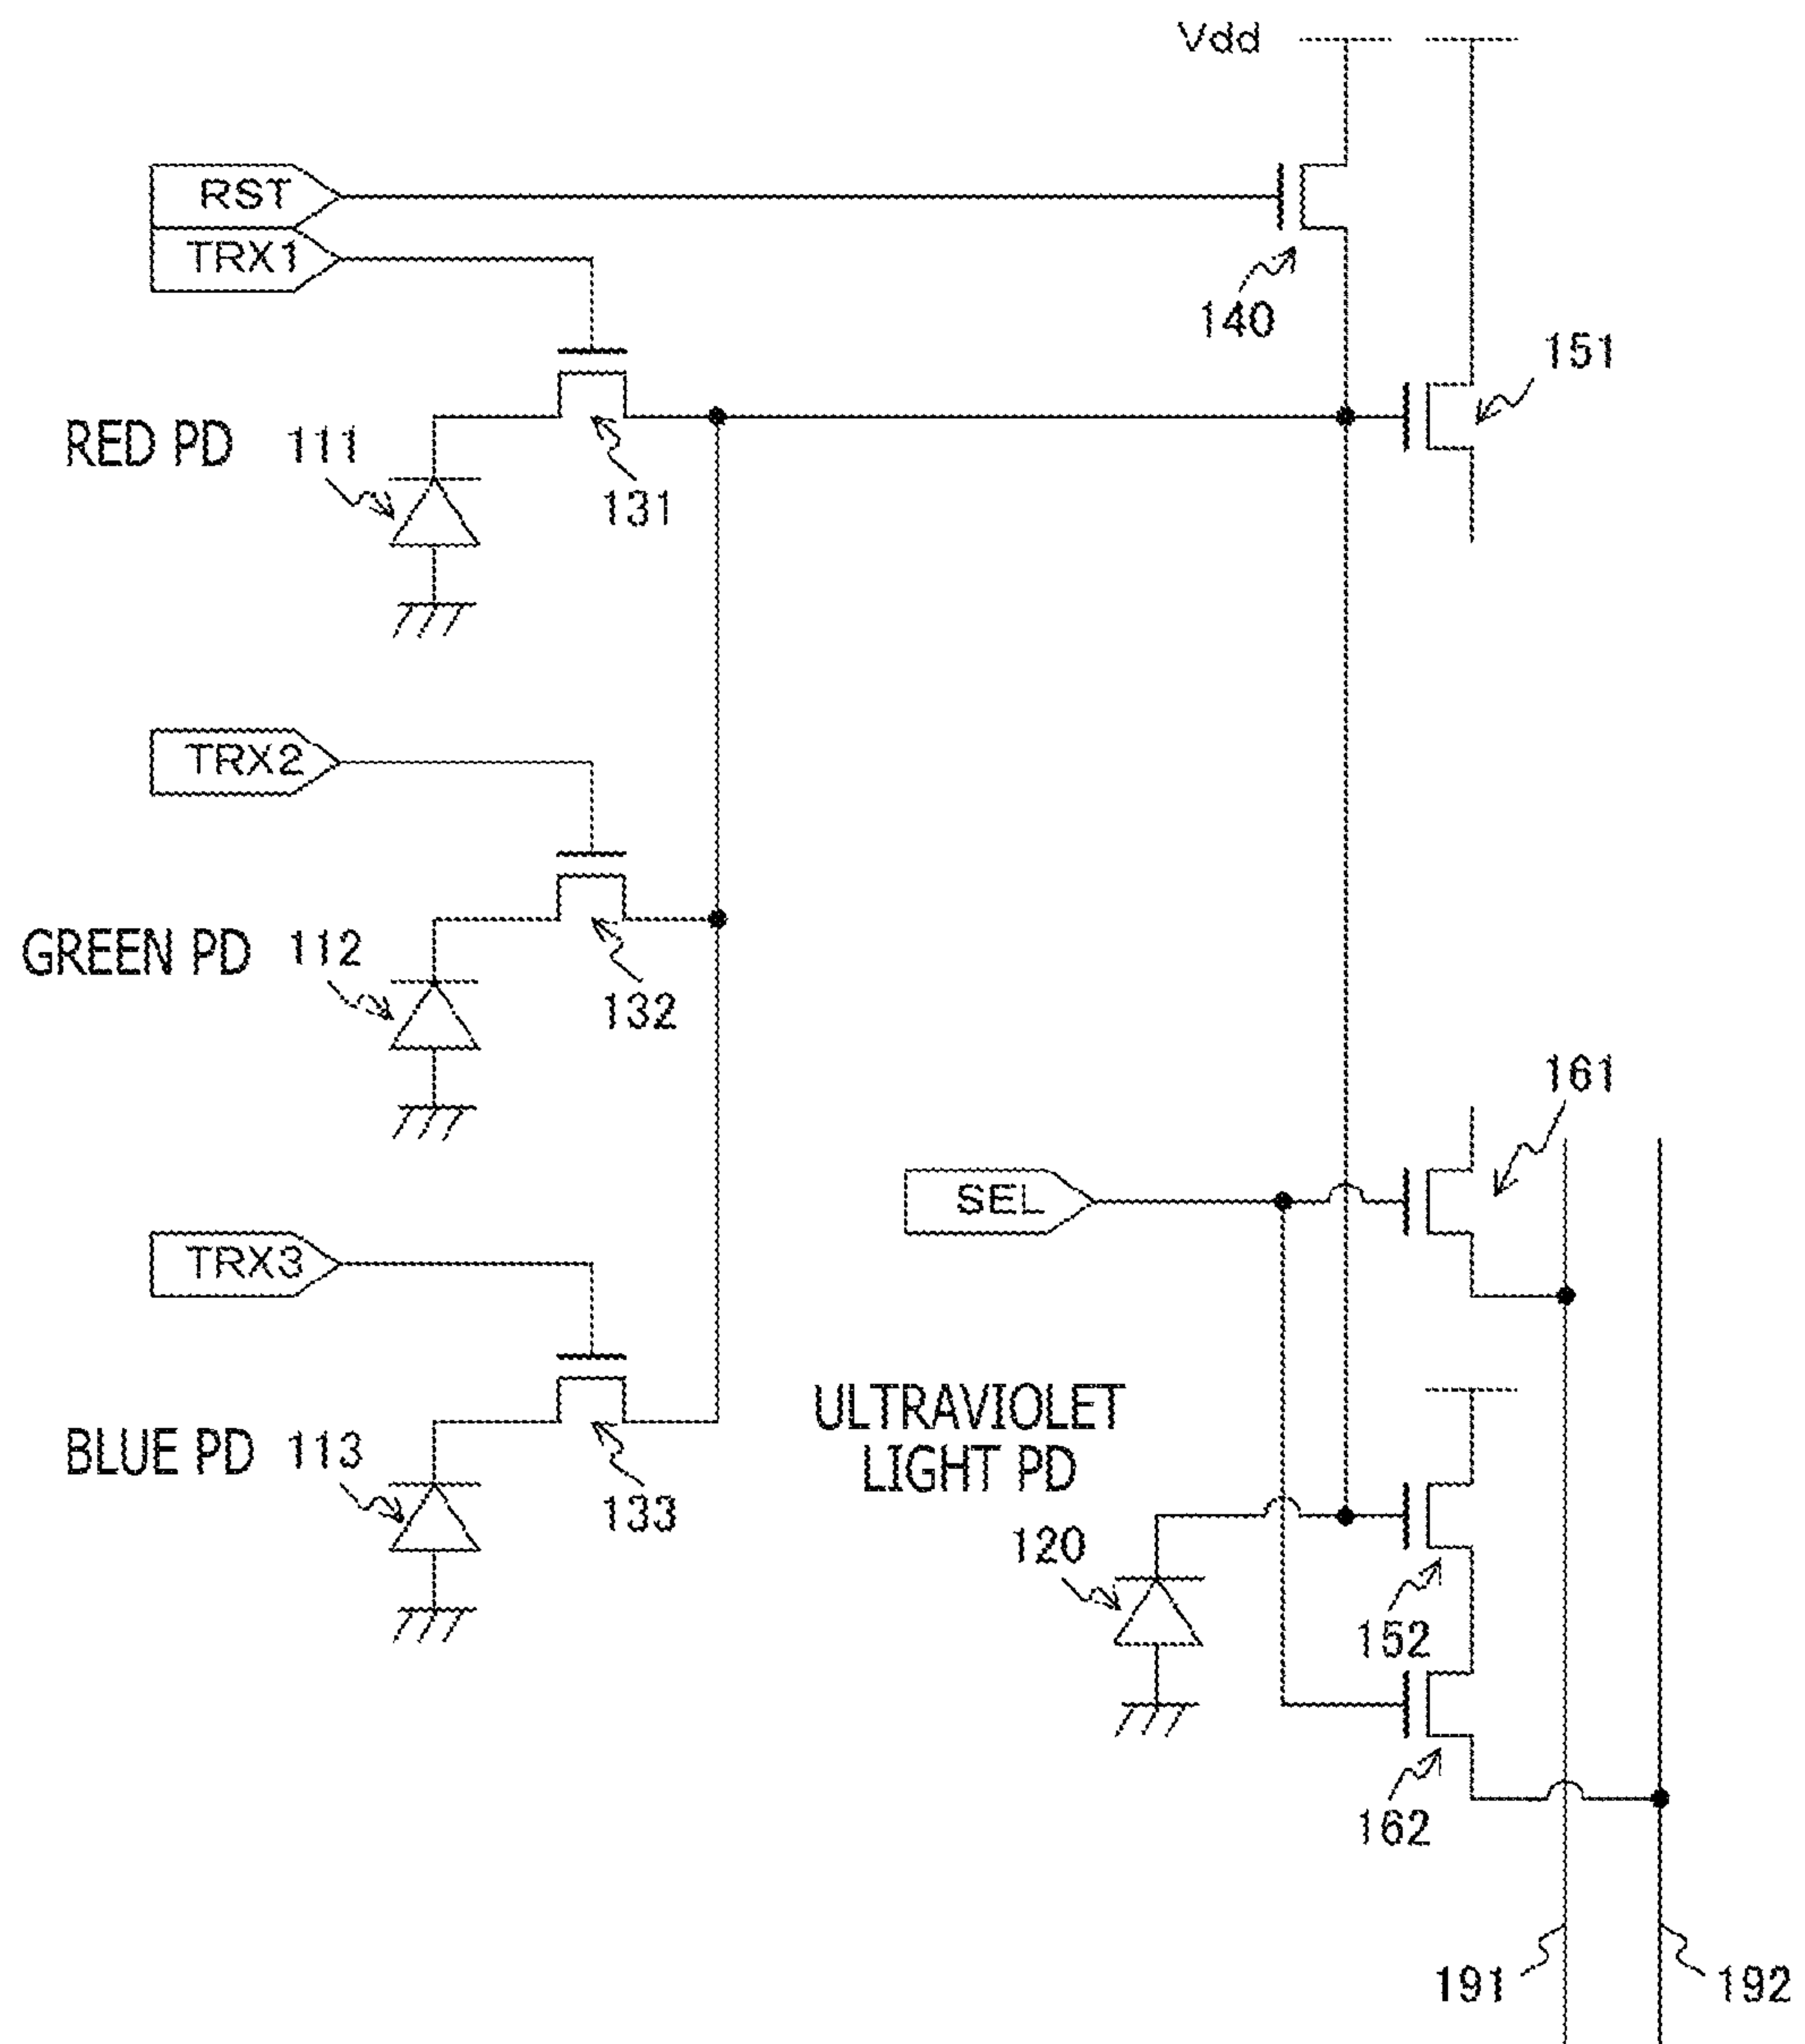 Vdd
RST
TRX1
140
151
RED PD 111
131
TRX2
GREEN PD 112
132
161
SEL
TRX3
ULTRAVIOLET
LIGHT PD
BLUE PD 113
133
120
152
162
191
192